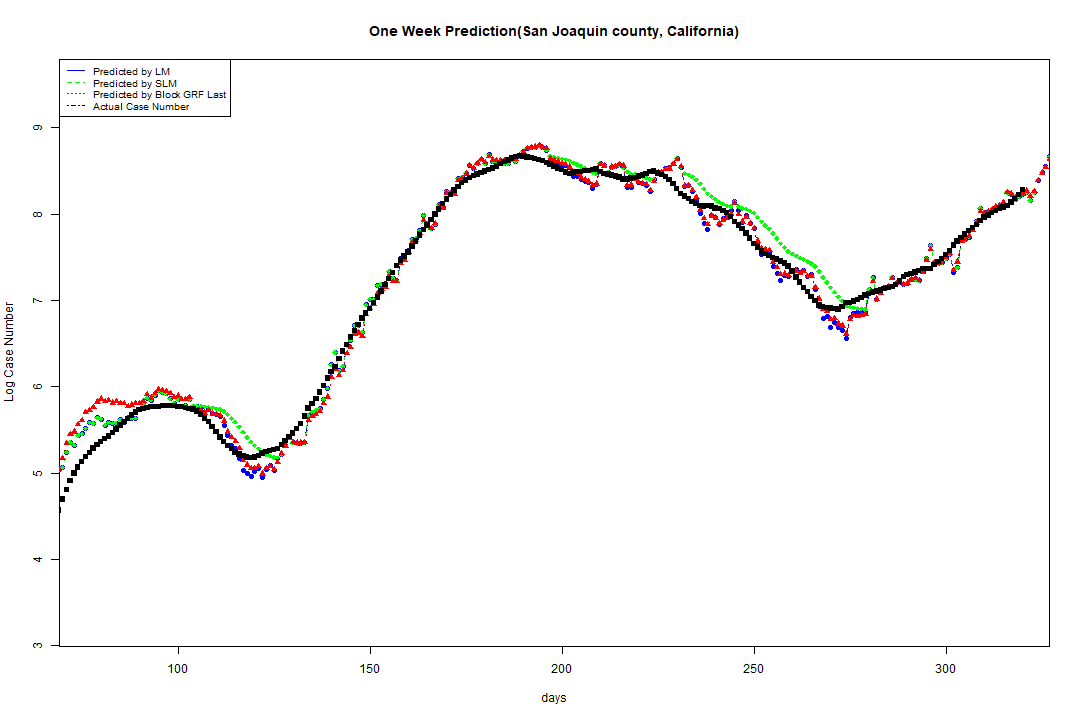 One Week Prediction(San Joaquin county, California)
Predicted by LM
Predicted by SLM
Predicted by Block GRF Last
Actual Case Number
9
8
7
6
5
4
3
Log Case Number
100 150 200 250 300
days